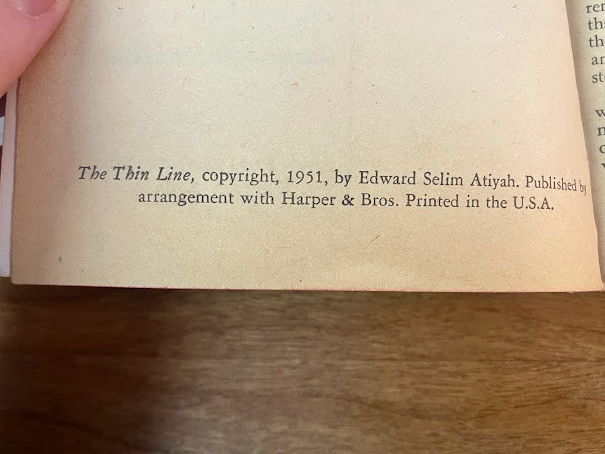 The Thin Line, copyright, 1951, by Edward Selim Atiyah. Published by
arrangement with Harper & Bros. Printed in the U.S.A.